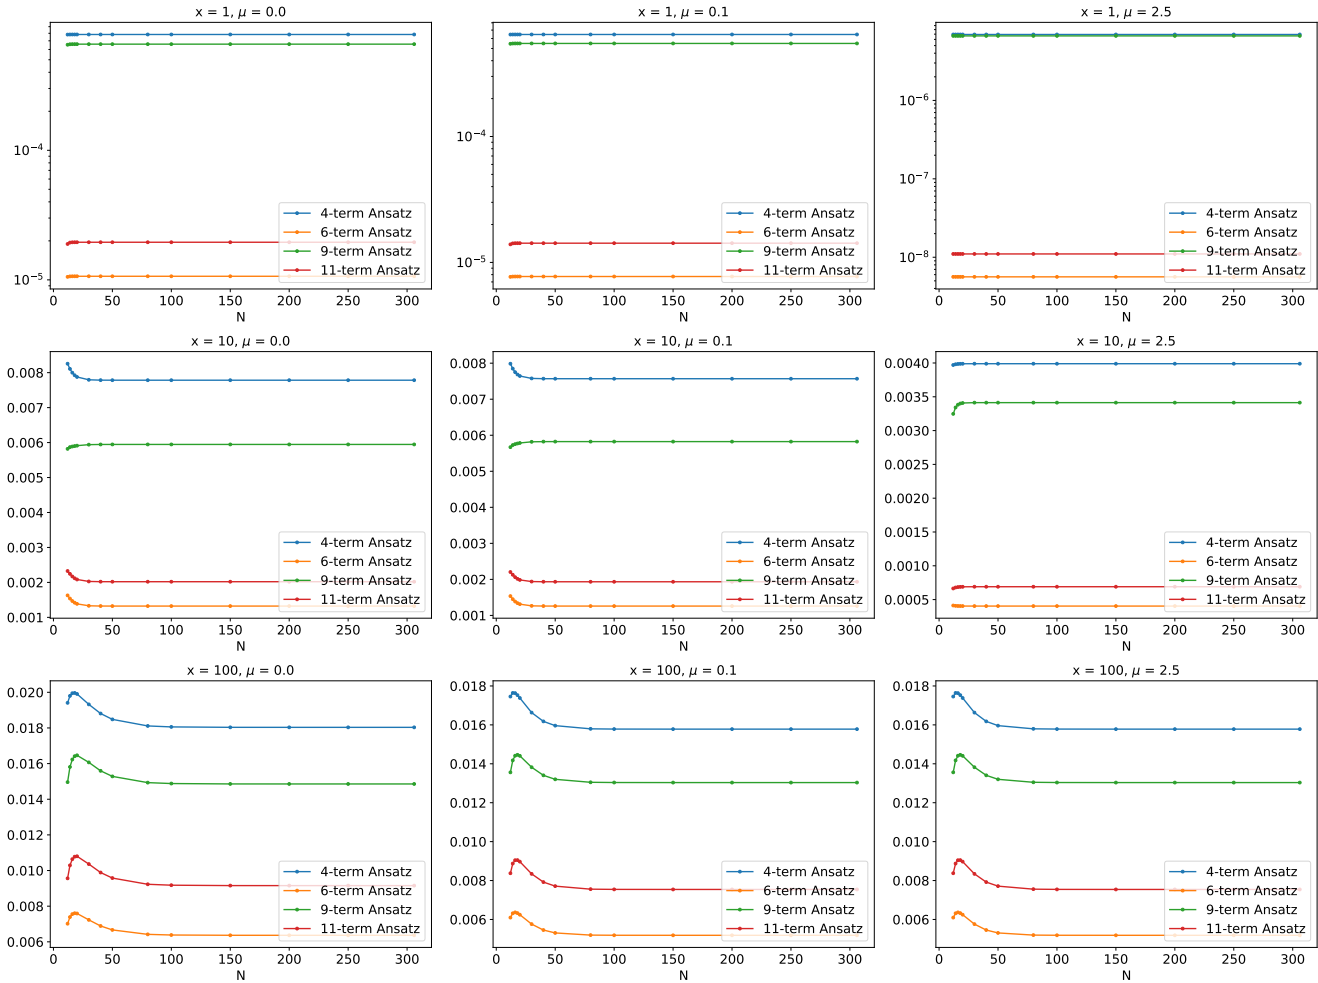 x = 1, μ = 0.0
10⁻⁴
10⁻⁵
4-term Ansatz
6-term Ansatz
9-term Ansatz
11-term Ansatz
0 50 100 150 200 250 300
N
x = 1, μ = 0.1
10⁻⁴
10⁻⁵
4-term Ansatz
6-term Ansatz
9-term Ansatz
11-term Ansatz
0 50 100 150 200 250 300
N
x = 1, μ = 2.5
10⁻⁶
10⁻⁷
10⁻⁸
4-term Ansatz
6-term Ansatz
9-term Ansatz
11-term Ansatz
0 50 100 150 200 250 300
N
x = 10, μ = 0.0
0.008
0.007
0.006
0.005
0.004
0.003
0.002
0.001
4-term Ansatz
6-term Ansatz
9-term Ansatz
11-term Ansatz
0 50 100 150 200 250 300
N
x = 10, μ = 0.1
0.008
0.007
0.006
0.005
0.004
0.003
0.002
0.001
4-term Ansatz
6-term Ansatz
9-term Ansatz
11-term Ansatz
0 50 100 150 200 250 300
N
x = 10, μ = 2.5
0.0040
0.0035
0.0030
0.0025
0.0020
0.0015
0.0010
0.0005
4-term Ansatz
6-term Ansatz
9-term Ansatz
11-term Ansatz
0 50 100 150 200 250 300
N
x = 100, μ = 0.0
0.020
0.018
0.016
0.014
0.012
0.010
0.008
0.006
4-term Ansatz
6-term Ansatz
9-term Ansatz
11-term Ansatz
0 50 100 150 200 250 300
N
x = 100, μ = 0.1
0.018
0.016
0.014
0.012
0.010
0.008
0.006
4-term Ansatz
6-term Ansatz
9-term Ansatz
11-term Ansatz
0 50 100 150 200 250 300
N
x = 100, μ = 2.5
0.018
0.016
0.014
0.012
0.010
0.008
0.006
4-term Ansatz
6-term Ansatz
9-term Ansatz
11-term Ansatz
0 50 100 150 200 250 300
N